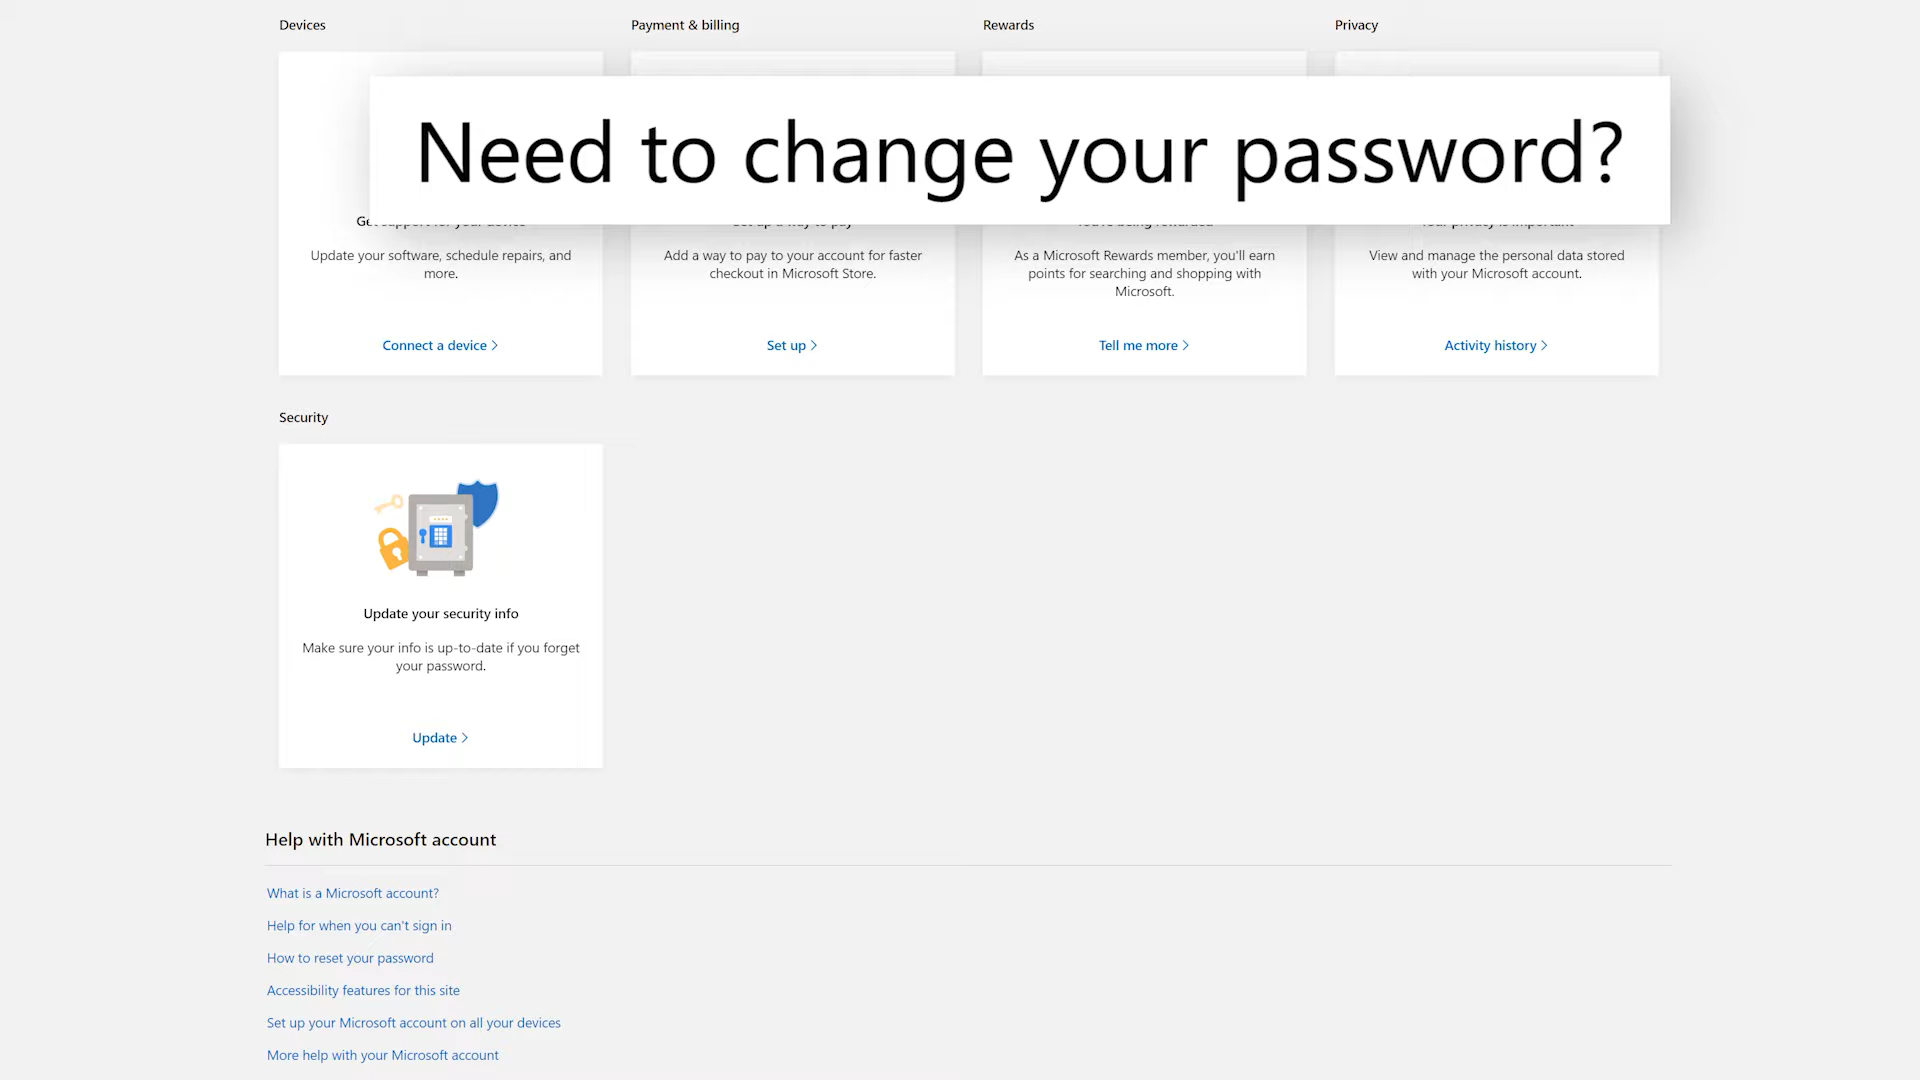 Devices
Payment & billing
Rewards
Privacy
Need to change your password?
Update your software, schedule repairs, and
more.
Connect a device
Add a way to pay to your account for faster
checkout in Microsoft Store.
Set up
As a Microsoft Rewards member, you'll earn
points for searching and shopping with
Microsoft.
Tell me more
View and manage the personal data stored
with your Microsoft account.
Activity history
Security
Update your security info
Make sure your info is up-to-date if you forget
your password.
Update
Help with Microsoft account
What is a Microsoft account?
Help for when you can't sign in
How to reset your password
Accessibility features for this site
Set up your Microsoft account on all your devices
More help with your Microsoft account